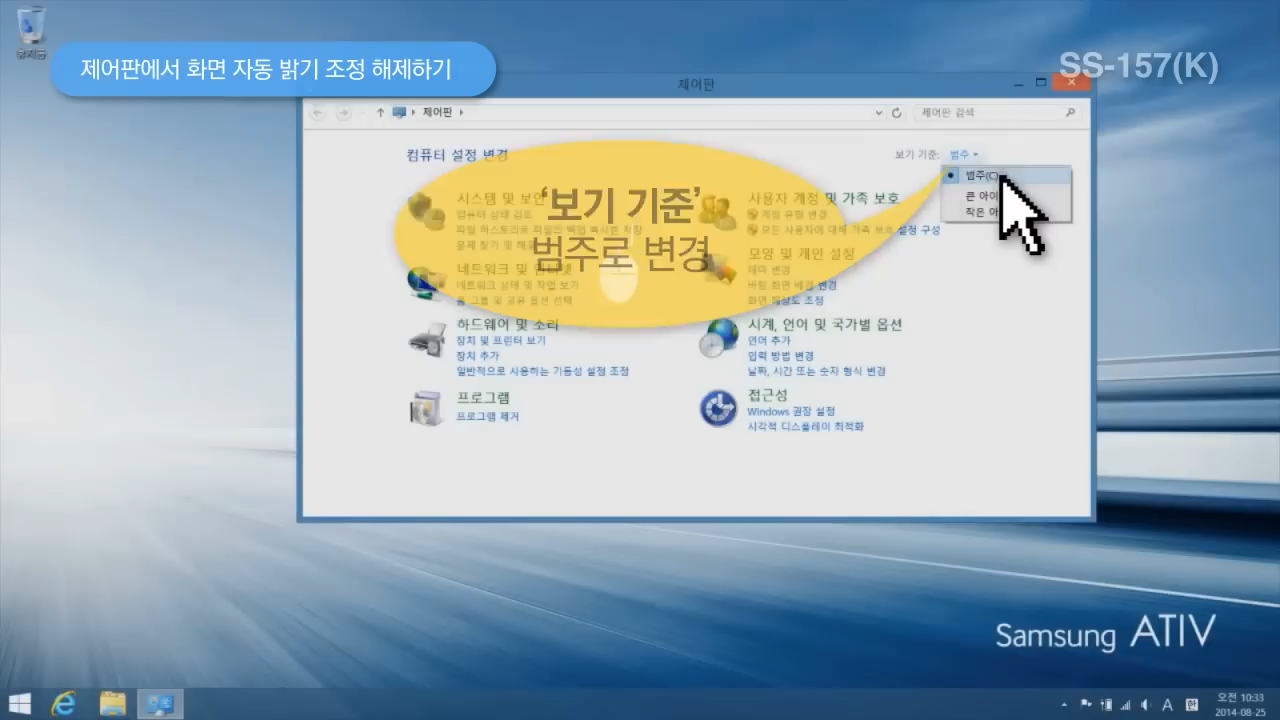 휴지통
제어판에서 화면 자동 밝기 조정 해제하기
SS-157(K)
제어판
제어판
제어판 검색
컴퓨터 설정 변경
보기 기준:
범주
범주(C)
큰 아이
작은 아
'보기 기준'
범주로 변경
시스템 및 보안
컴퓨터 상태 검토
파일 히스토리로 파일의 백업 복사본 저장
문제 찾기 및 해결
네트워크 및 인터넷
네트워크 상태 및 작업 보기
홈 그룹 및 공유 옵션 선택
하드웨어 및 소리
장치 및 프린터 보기
장치 추가
일반적으로 사용하는 기동성 설정 조정
프로그램
프로그램 제거
사용자 계정 및 가족 보호
계정 유형 변경
모든 사용자에 대해 가족 보호 설정 구성
모양 및 개인 설정
테마 변경
바탕 화면 배경 변경
화면 해상도 조정
시계, 언어 및 국가별 옵션
언어 추가
입력 방법 변경
날짜, 시간 또는 숫자 형식 변경
접근성
Windows 권장 설정
시각적 디스플레이 최적화
Samsung ATIV
A
한
오전 10:33
2014-08-25